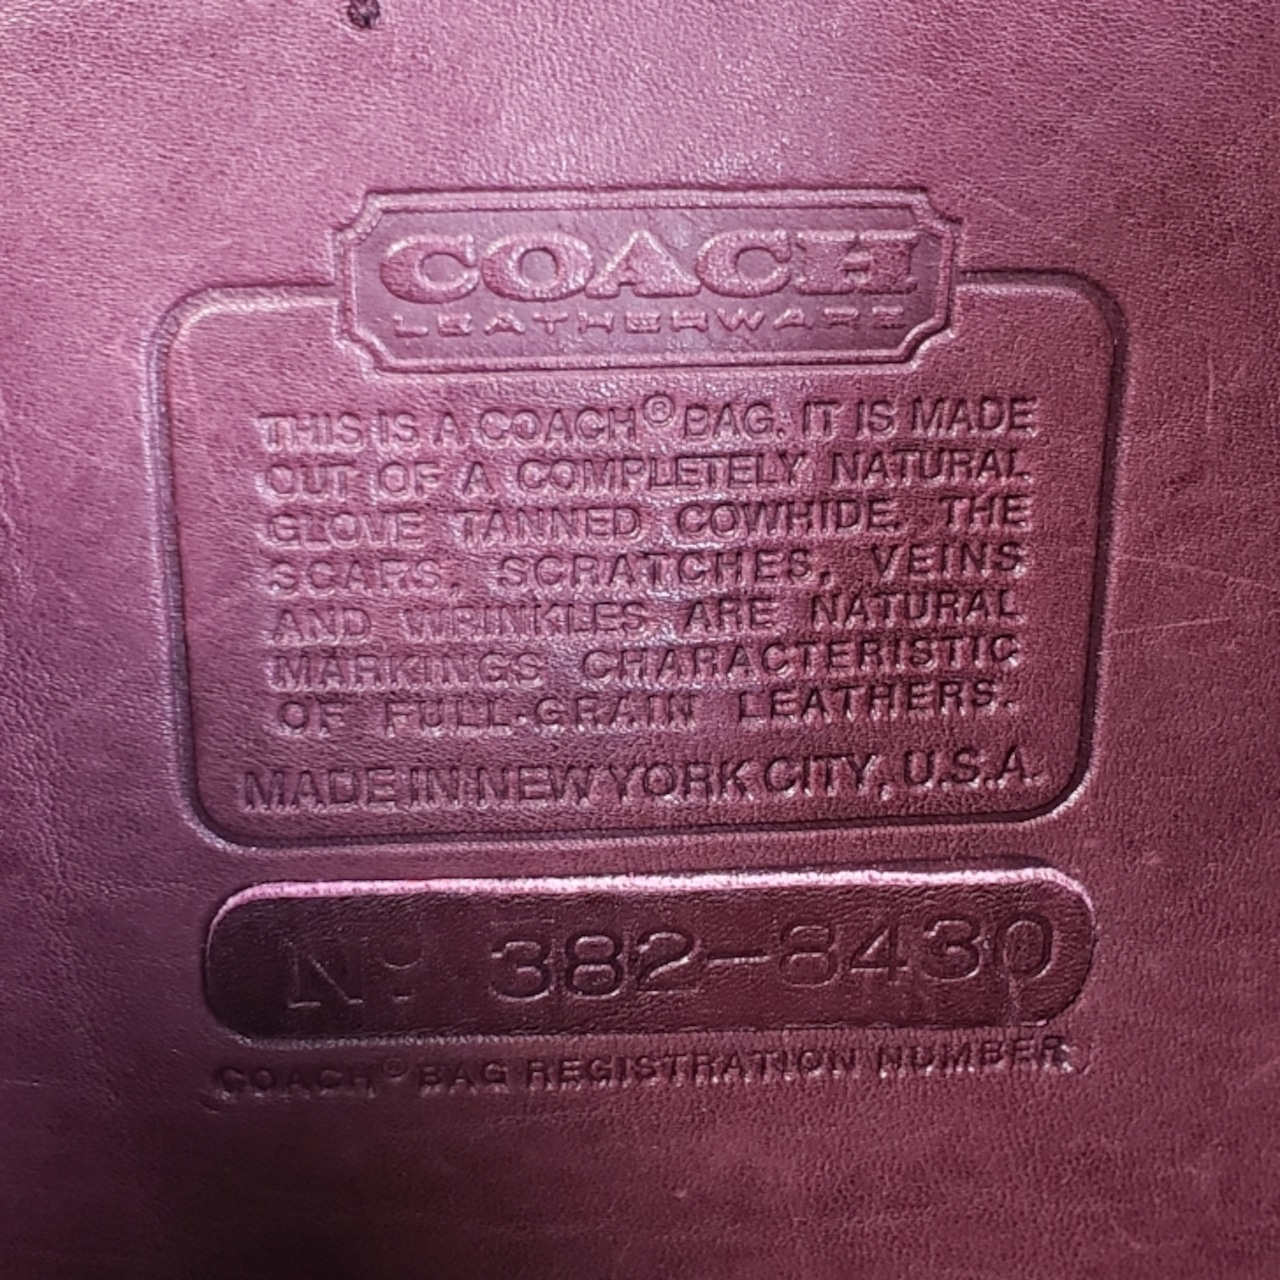 COACH
LEATHERWARE
THIS IS A COACH® BAG. IT IS MADE
OUT OF A COMPLETELY NATURAL
GLOVE TANNED COWHIDE. THE
SCARS, SCRATCHES, VEINS
AND WRINKLES ARE NATURAL
MARKINGS CHARACTERISTIC
OF FULL-GRAIN LEATHERS.
MADE IN NEW YORK CITY, U.S.A.
Nº 382-8430
COACH® BAG REGISTRATION NUMBER